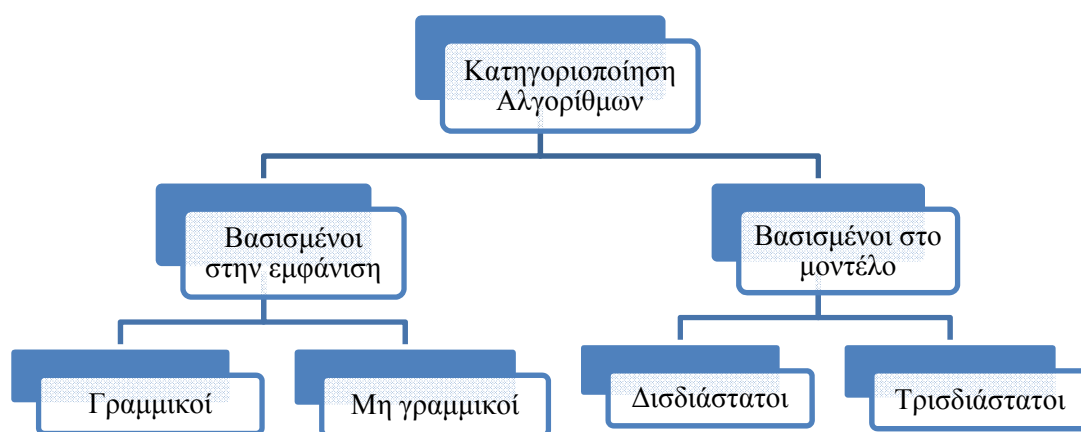 Κατηγοριοποίηση
Αλγορίθμων
Βασισμένοι
στην εμφάνιση
Βασισμένοι στο
μοντέλο
Γραμμικοί
Μη γραμμικοί
Δισδιάστατοι
Τρισδιάστατοι